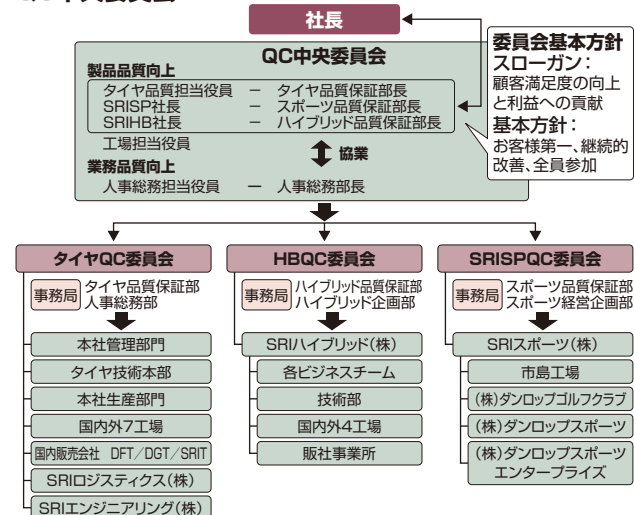 社長
QC中央委員会
製品品質向上
タイヤ品質担当役員 － タイヤ品質保証部長
SRISP社長 － スポーツ品質保証部長
SRIHB社長 － ハイブリッド品質保証部長
工場担当役員
協業
業務品質向上
人事総務担当役員 － 人事総務部長
委員会基本方針
スローガン：
顧客満足度の向上
と利益への貢献
基本方針：
お客様第一、継続的
改善、全員参加
タイヤQC委員会
事務局
タイヤ品質保証部
人事総務部
本社管理部門
タイヤ技術本部
本社生産部門
国内外7工場
国内販売会社 DFT／DGT／SRIT
SRIロジスティクス（株）
SRIエンジニアリング（株）
HBQC委員会
事務局
ハイブリッド品質保証部
ハイブリッド企画部
SRIハイブリッド（株）
各ビジネスチーム
技術部
国内外4工場
販社事業所
SRISPQC委員会
事務局
スポーツ品質保証部
スポーツ経営企画部
SRIスポーツ（株）
市島工場
（株）ダンロップゴルフクラブ
（株）ダンロップスポーツ
（株）ダンロップスポーツ
エンタープライズ